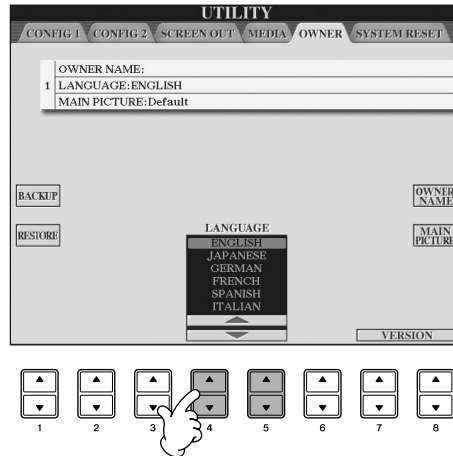 UTILITY
CONFIG 1 CONFIG 2 SCREEN OUT MEDIA OWNER SYSTEM RESET
OWNER NAME:
1 LANGUAGE:ENGLISH
MAIN PICTURE:Default
BACKUP
OWNER NAME
RESTORE
MAIN PICTURE
LANGUAGE
ENGLISH
JAPANESE
GERMAN
FRENCH
SPANISH
ITALIAN
VERSION
1 2 3 4 5 6 7 8